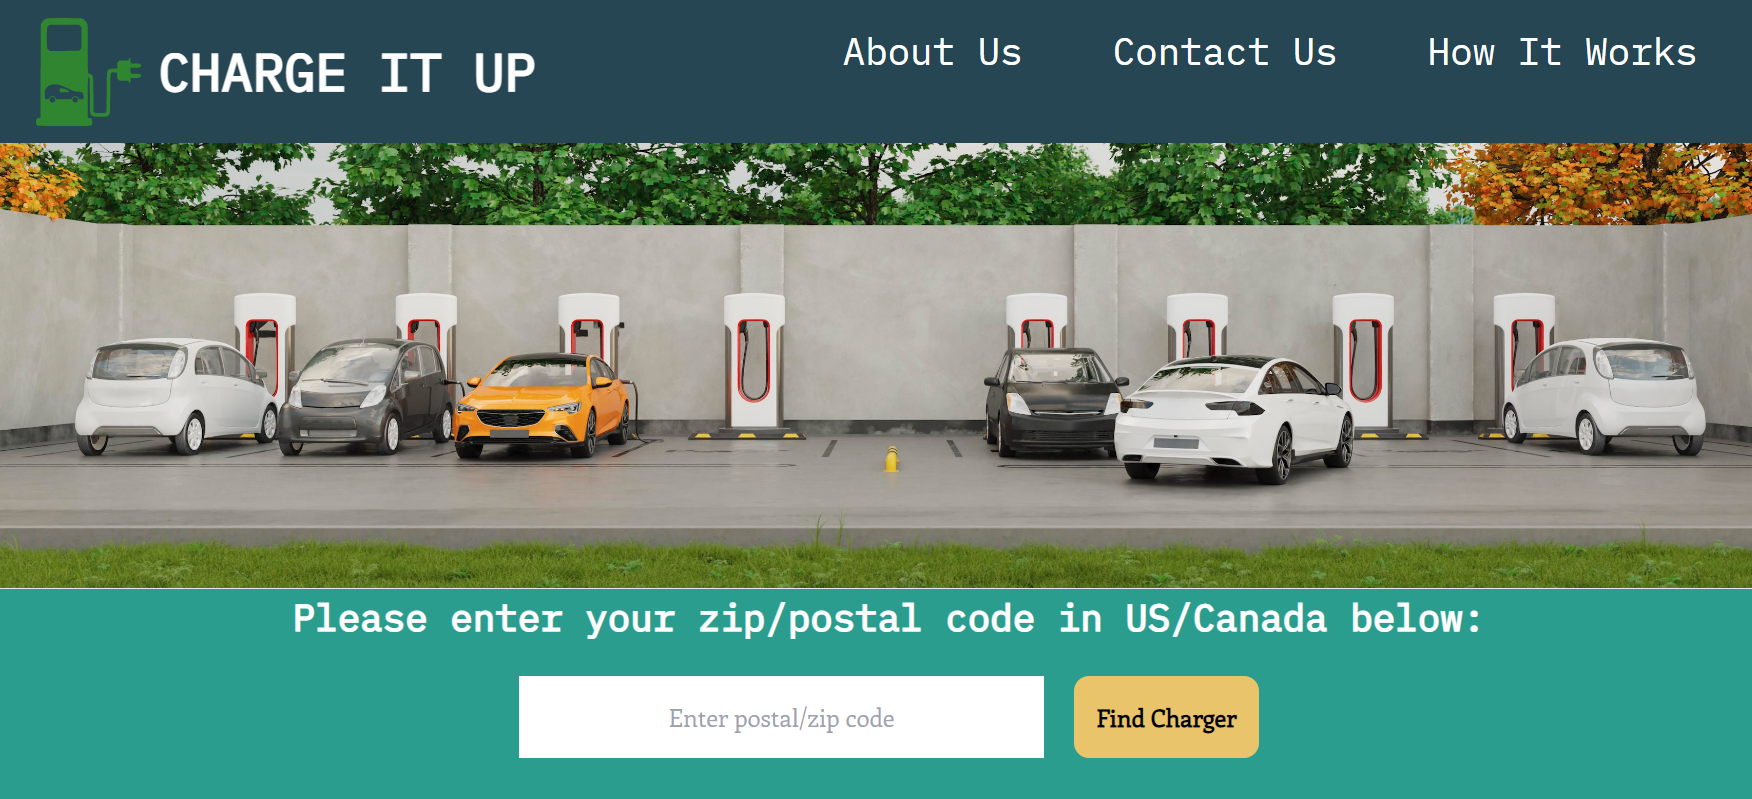 CHARGE IT UP
About Us
Contact Us
How It Works
Please enter your zip/postal code in US/Canada below:
Enter postal/zip code
Find Charger